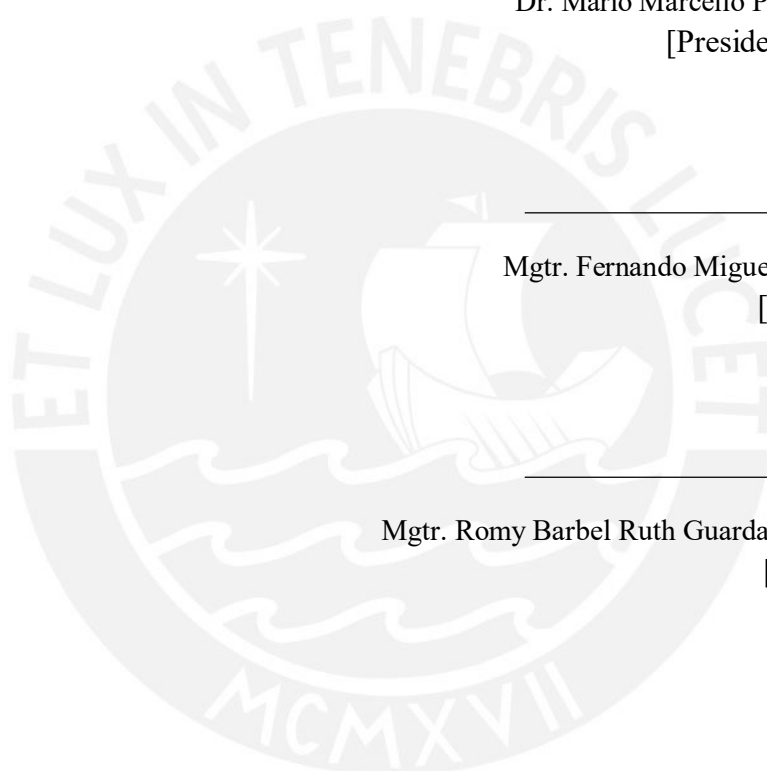 Dr. Mario Marcello P
[Preside
Mgtr. Fernando Migue
[
Mgtr. Romy Barbel Ruth Guarda
[
ET LUX IN TENEBRIS LUCET
MCMXVII